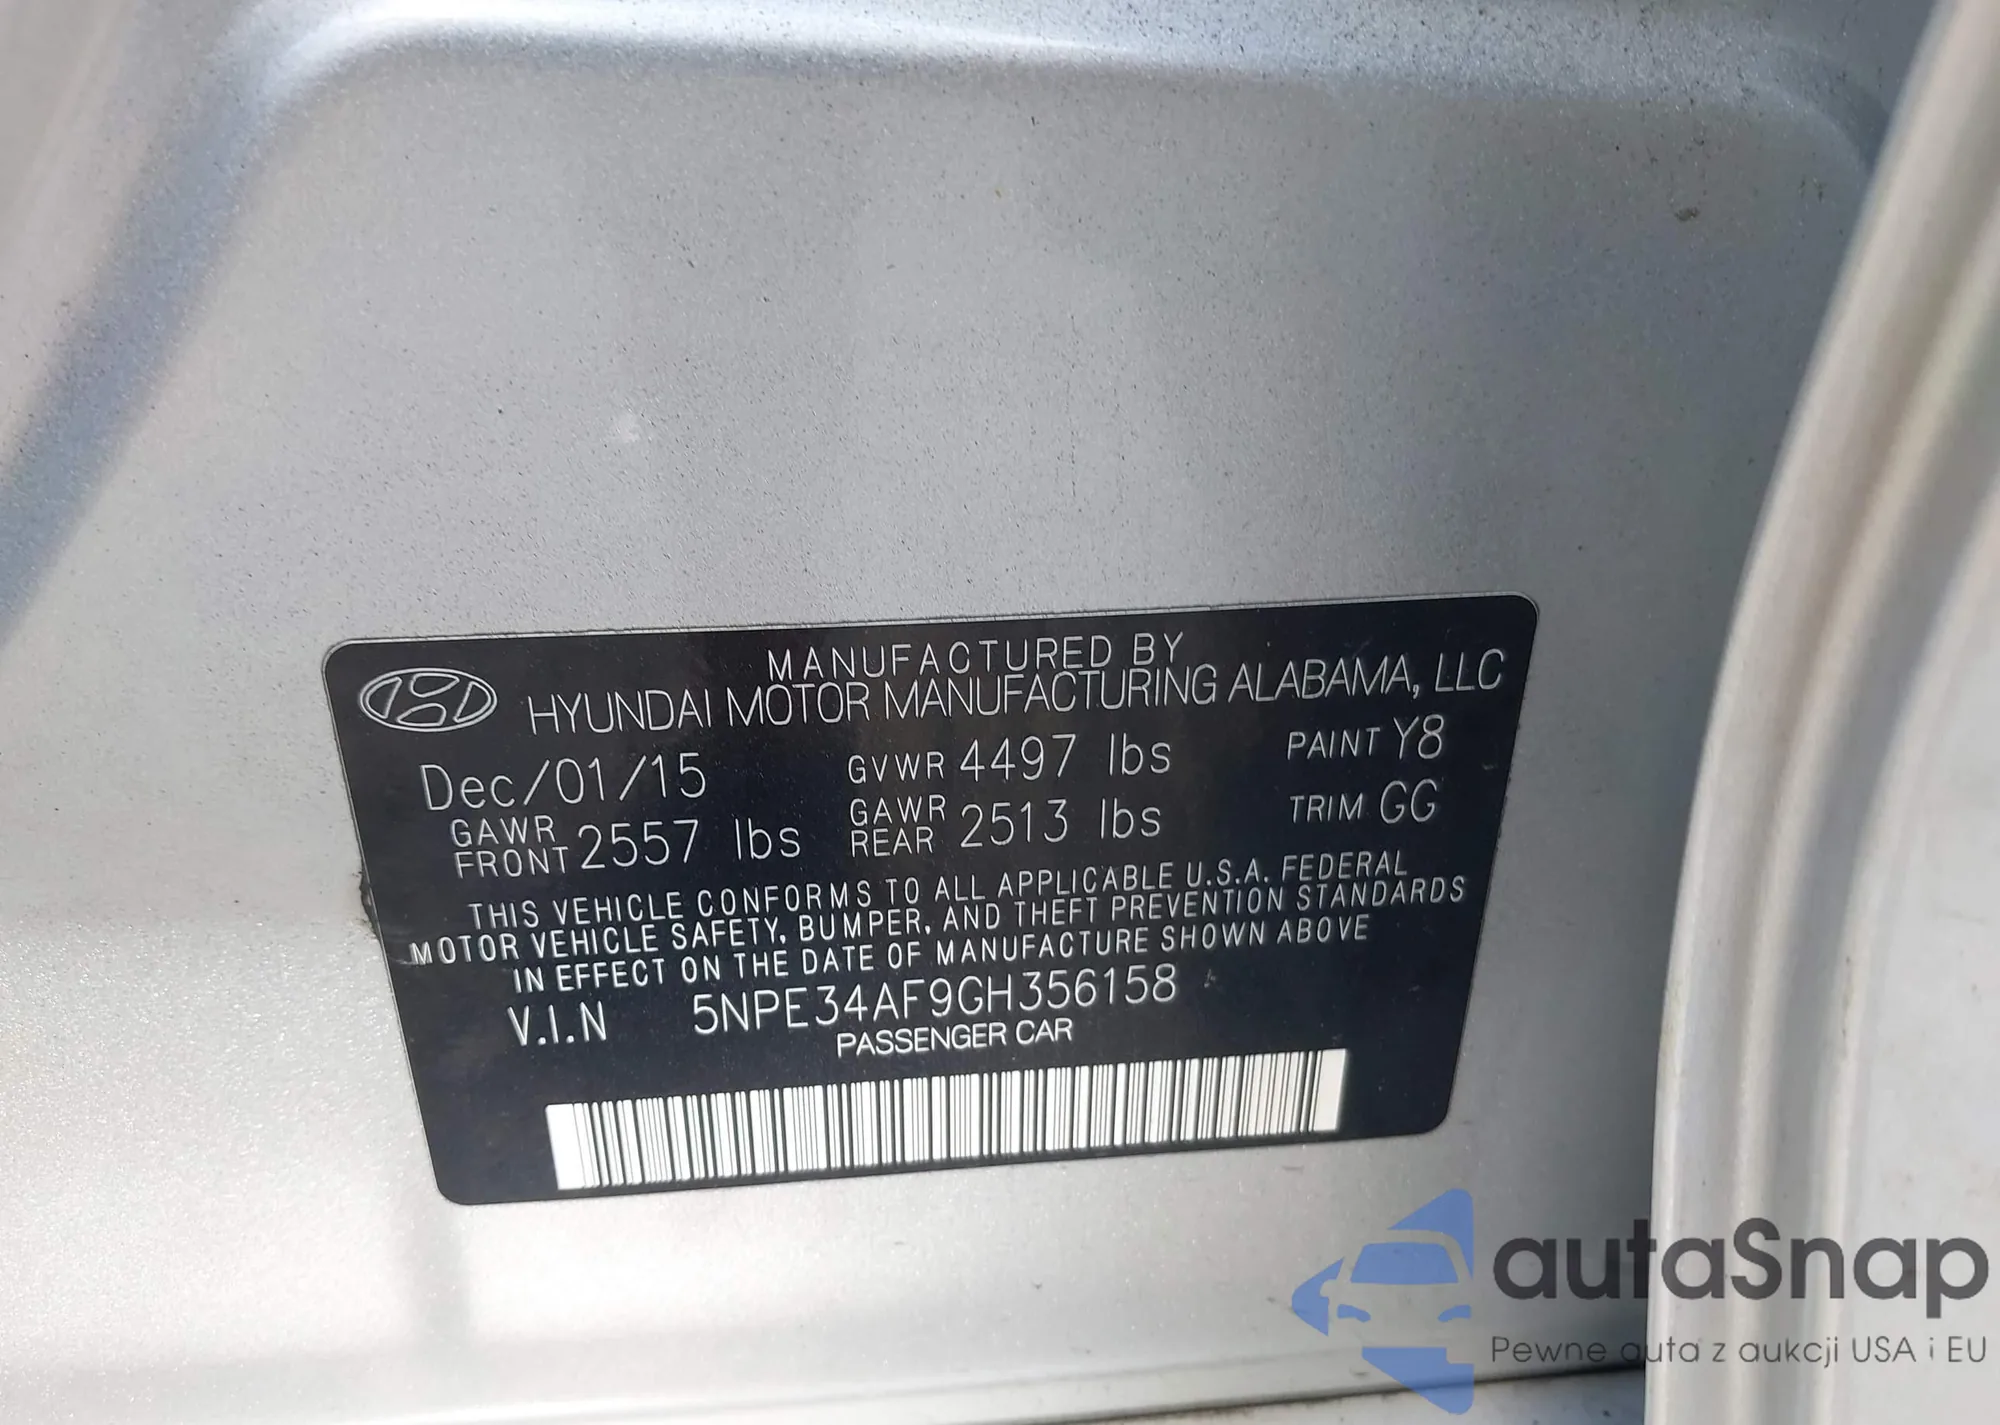 MANUFACTURED BY
HYUNDAI MOTOR MANUFACTURING ALABAMA, LLC
Dec/01/15 GVWR 4497 lbs PAINT Y8
GAWR FRONT 2557 lbs GAWR REAR 2513 lbs TRIM GG
THIS VEHICLE CONFORMS TO ALL APPLICABLE U.S.A. FEDERAL
MOTOR VEHICLE SAFETY, BUMPER, AND THEFT PREVENTION STANDARDS
IN EFFECT ON THE DATE OF MANUFACTURE SHOWN ABOVE
V.I.N 5NPE34AF9GH356158
PASSENGER CAR
autaSnap
Pewne auta z aukcji USA i EU